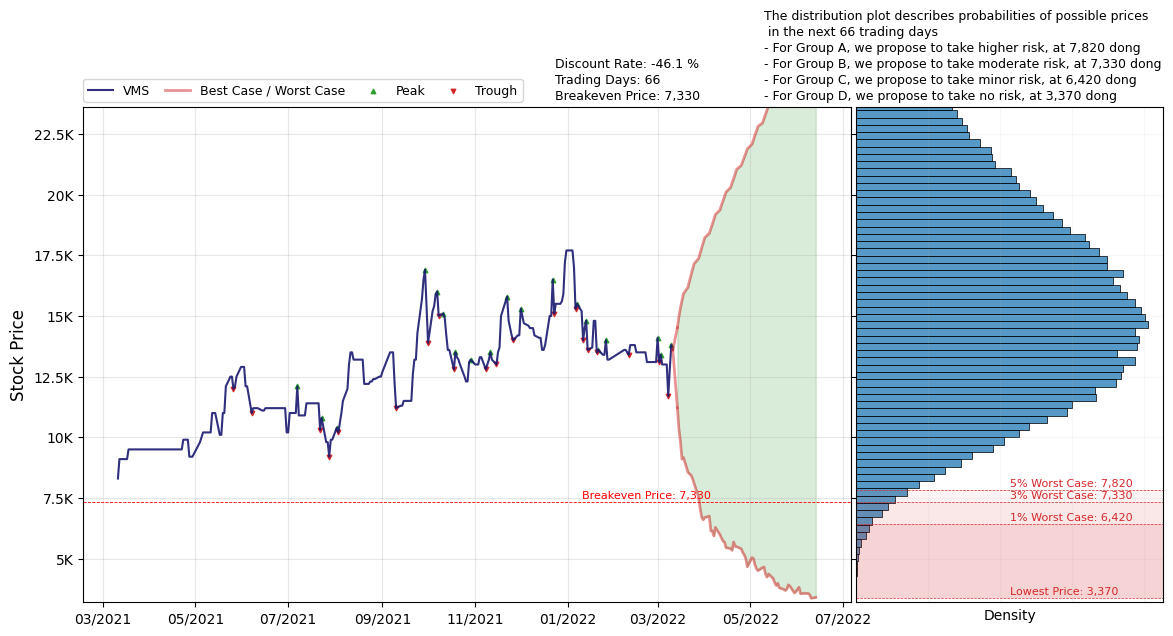 The distribution plot describes probabilities of possible prices
in the next 66 trading days
- For Group A, we propose to take higher risk, at 7,820 dong
- For Group B, we propose to take moderate risk, at 7,330 dong
- For Group C, we propose to take minor risk, at 6,420 dong
- For Group D, we propose to take no risk, at 3,370 dong
Discount Rate: -46.1 %
Trading Days: 66
Breakeven Price: 7,330
VMS
Best Case / Worst Case
Peak
Trough
Stock Price
22.5K
20K
17.5K
15K
12.5K
10K
7.5K
5K
Breakeven Price: 7,330
03/2021
05/2021
07/2021
09/2021
11/2021
01/2022
03/2022
05/2022
07/2022
5% Worst Case: 7,820
3% Worst Case: 7,330
1% Worst Case: 6,420
Lowest Price: 3,370
Density